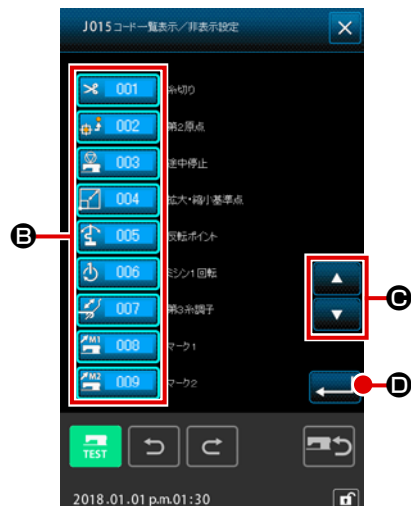 J015コード一覧表示／非表示設定
001 糸切り
002 第2原点
003 途中停止
004 拡大・縮小基準点
005 反転ポイント
006 ミシン1回転
007 第3糸調子
M1 008 マーク1
M2 009 マーク2
B
C
D
TEST
2018.01.01 p.m.01:30